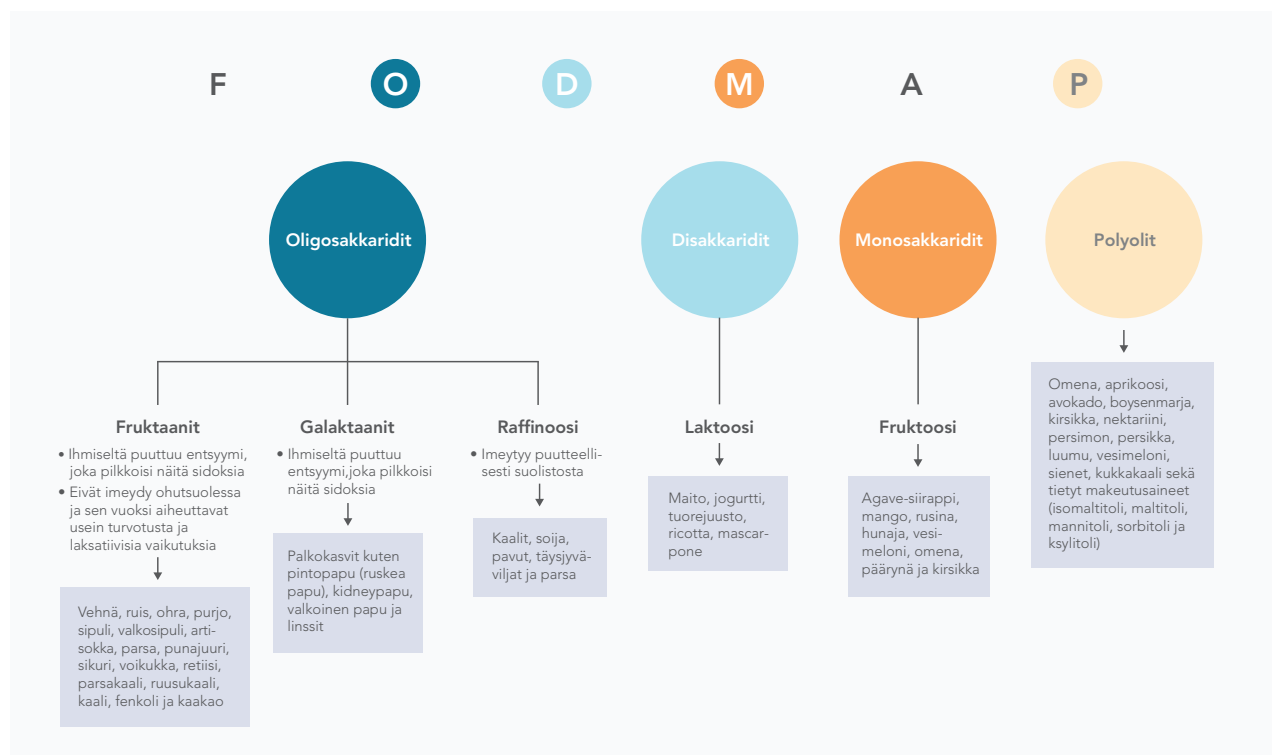 F O D M A P
Oligosakkaridit
Disakkaridit
Monosakkaridit
Polyolit
Fruktaanit
• Ihmiseltä puuttuu entsyymi,
joka pilkkoisi näitä sidoksia
• Eivät imeydy ohutsuolessa
ja sen vuoksi aiheuttavat
usein turvotusta ja
laksatiivisia vaikutuksia
Vehnä, ruis, ohra, purjo,
sipuli, valkosipuli, arti-
sokka, parsa, punajuuri,
sikuri, voikukka, retiisi,
parsakaali, ruusukaali,
kaali, fenkoli ja kaakao
Galaktaanit
• Ihmiseltä puuttuu
entsyymi,joka pilkkoisi
näitä sidoksia
Palkokasvit kuten
pintopapu (ruskea
papu), kidneypapu,
valkoinen papu ja
linssit
Raffinoosi
• Imeytyy puutteelli-
sesti suolistosta
Kaalit, soija,
pavut, täysjyvä-
viljat ja parsa
Laktoosi
Maito, jogurtti,
tuorejuusto,
ricotta, mascar-
pone
Fruktoosi
Agave-siirappi,
mango, rusina,
hunaja, vesi-
meloni, omena,
päärynä ja kirsikka
Omena, aprikoosi,
avokado, boysenmarja,
kirsikka, nektariini,
persimon, persikka,
luumu, vesimeloni,
sienet, kukkakaali sekä
tietyt makeutusaineet
(isomaltitoli, maltitoli,
mannitoli, sorbitoli ja
ksylitoli)